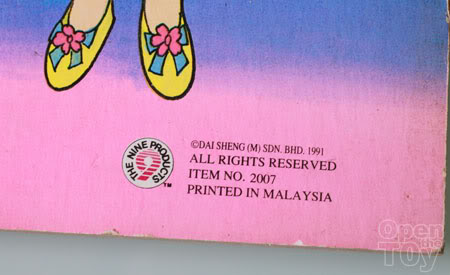 ©DAI SHENG (M) SDN. BHD. 1991
ALL RIGHTS RESERVED
ITEM NO. 2007
PRINTED IN MALAYSIA
THE NINE PRODUCTS
9
TM
Open
Toy